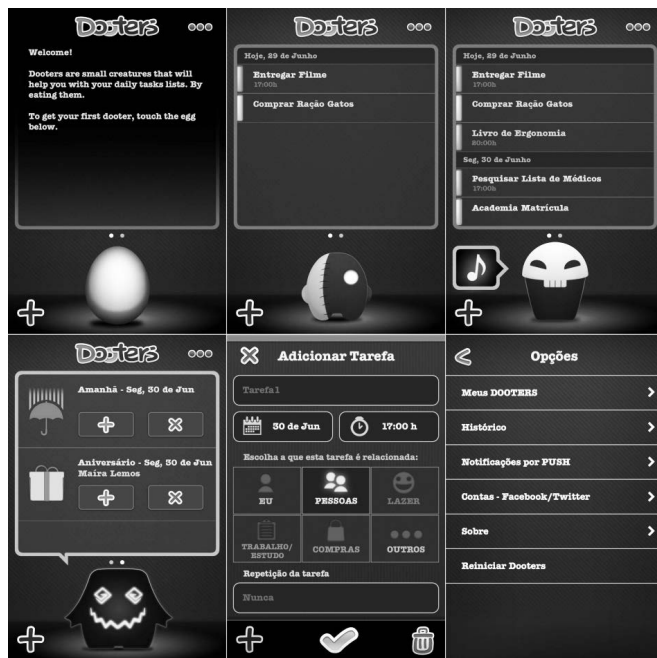 Dooters
Welcome!
Dooters are small creatures that will
help you with your daily tasks lists. By
eating them.
To get your first dooter, touch the egg
below.
Dooters
Hoje, 29 de Junho
Entregar Filme
17:00h
Comprar Ração Gatos
Dooters
Hoje, 29 de Junho
Entregar Filme
17:00h
Comprar Ração Gatos
Livro de Ergonomia
20:00h
Seg, 30 de Junho
Pesquisar Lista de Médicos
17:00h
Academia Matrícula
Dooters
Amanhã - Seg, 30 de Jun
Aniversário - Seg, 30 de Jun
Maíra Lemos
Adicionar Tarefa
Tarefa1
30 de Jun
17:00 h
Escolha a que esta tarefa é relacionada:
EU
PESSOAS
LAZER
TRABALHO/
ESTUDO
COMPRAS
OUTROS
Repetição da tarefa
Nunca
Opções
Meus DOOTERS
Histórico
Notificações por PUSH
Contas - Facebook/Twitter
Sobre
Reiniciar Dooters